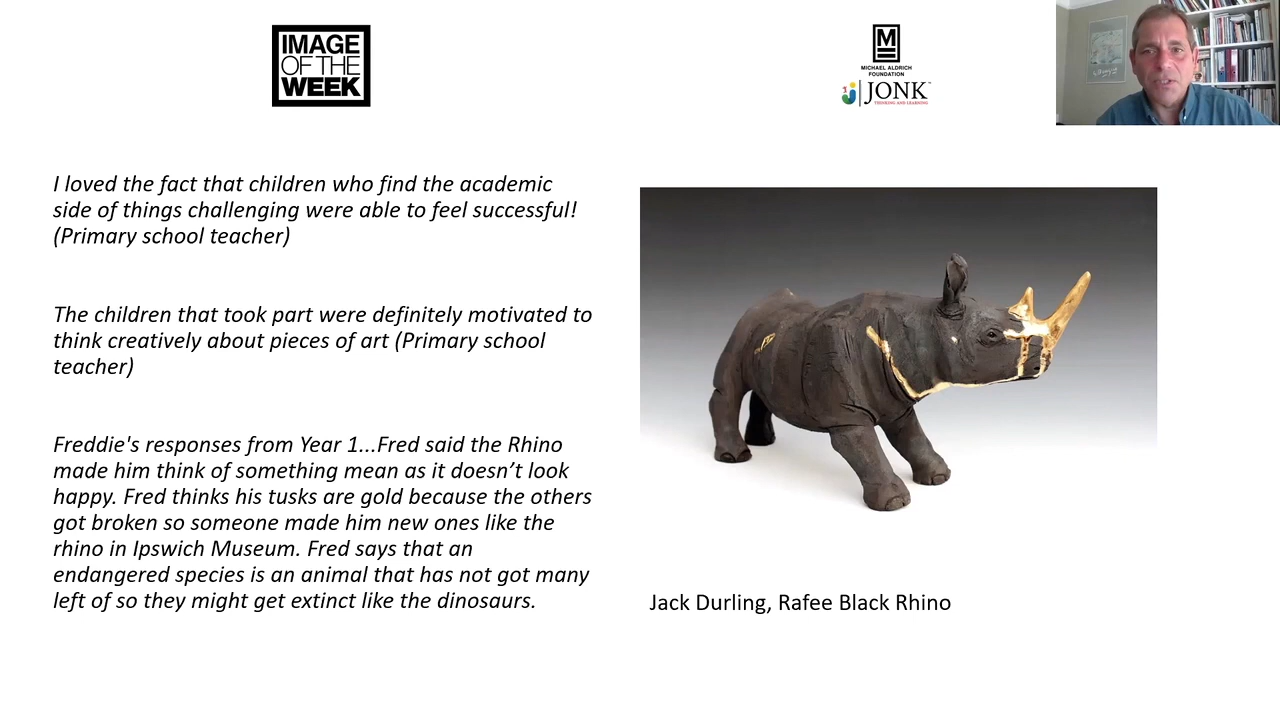 IMAGE
OF THE
WEEK
M
MICHAEL ALDRICH
FOUNDATION
JONK™
THINKING AND LEARNING
I loved the fact that children who find the academic
side of things challenging were able to feel successful!
(Primary school teacher)
The children that took part were definitely motivated to
think creatively about pieces of art (Primary school
teacher)
Freddie's responses from Year 1...Fred said the Rhino
made him think of something mean as it doesn’t look
happy. Fred thinks his tusks are gold because the others
got broken so someone made him new ones like the
rhino in Ipswich Museum. Fred says that an
endangered species is an animal that has not got many
left of so they might get extinct like the dinosaurs.
Jack Durling, Rafee Black Rhino